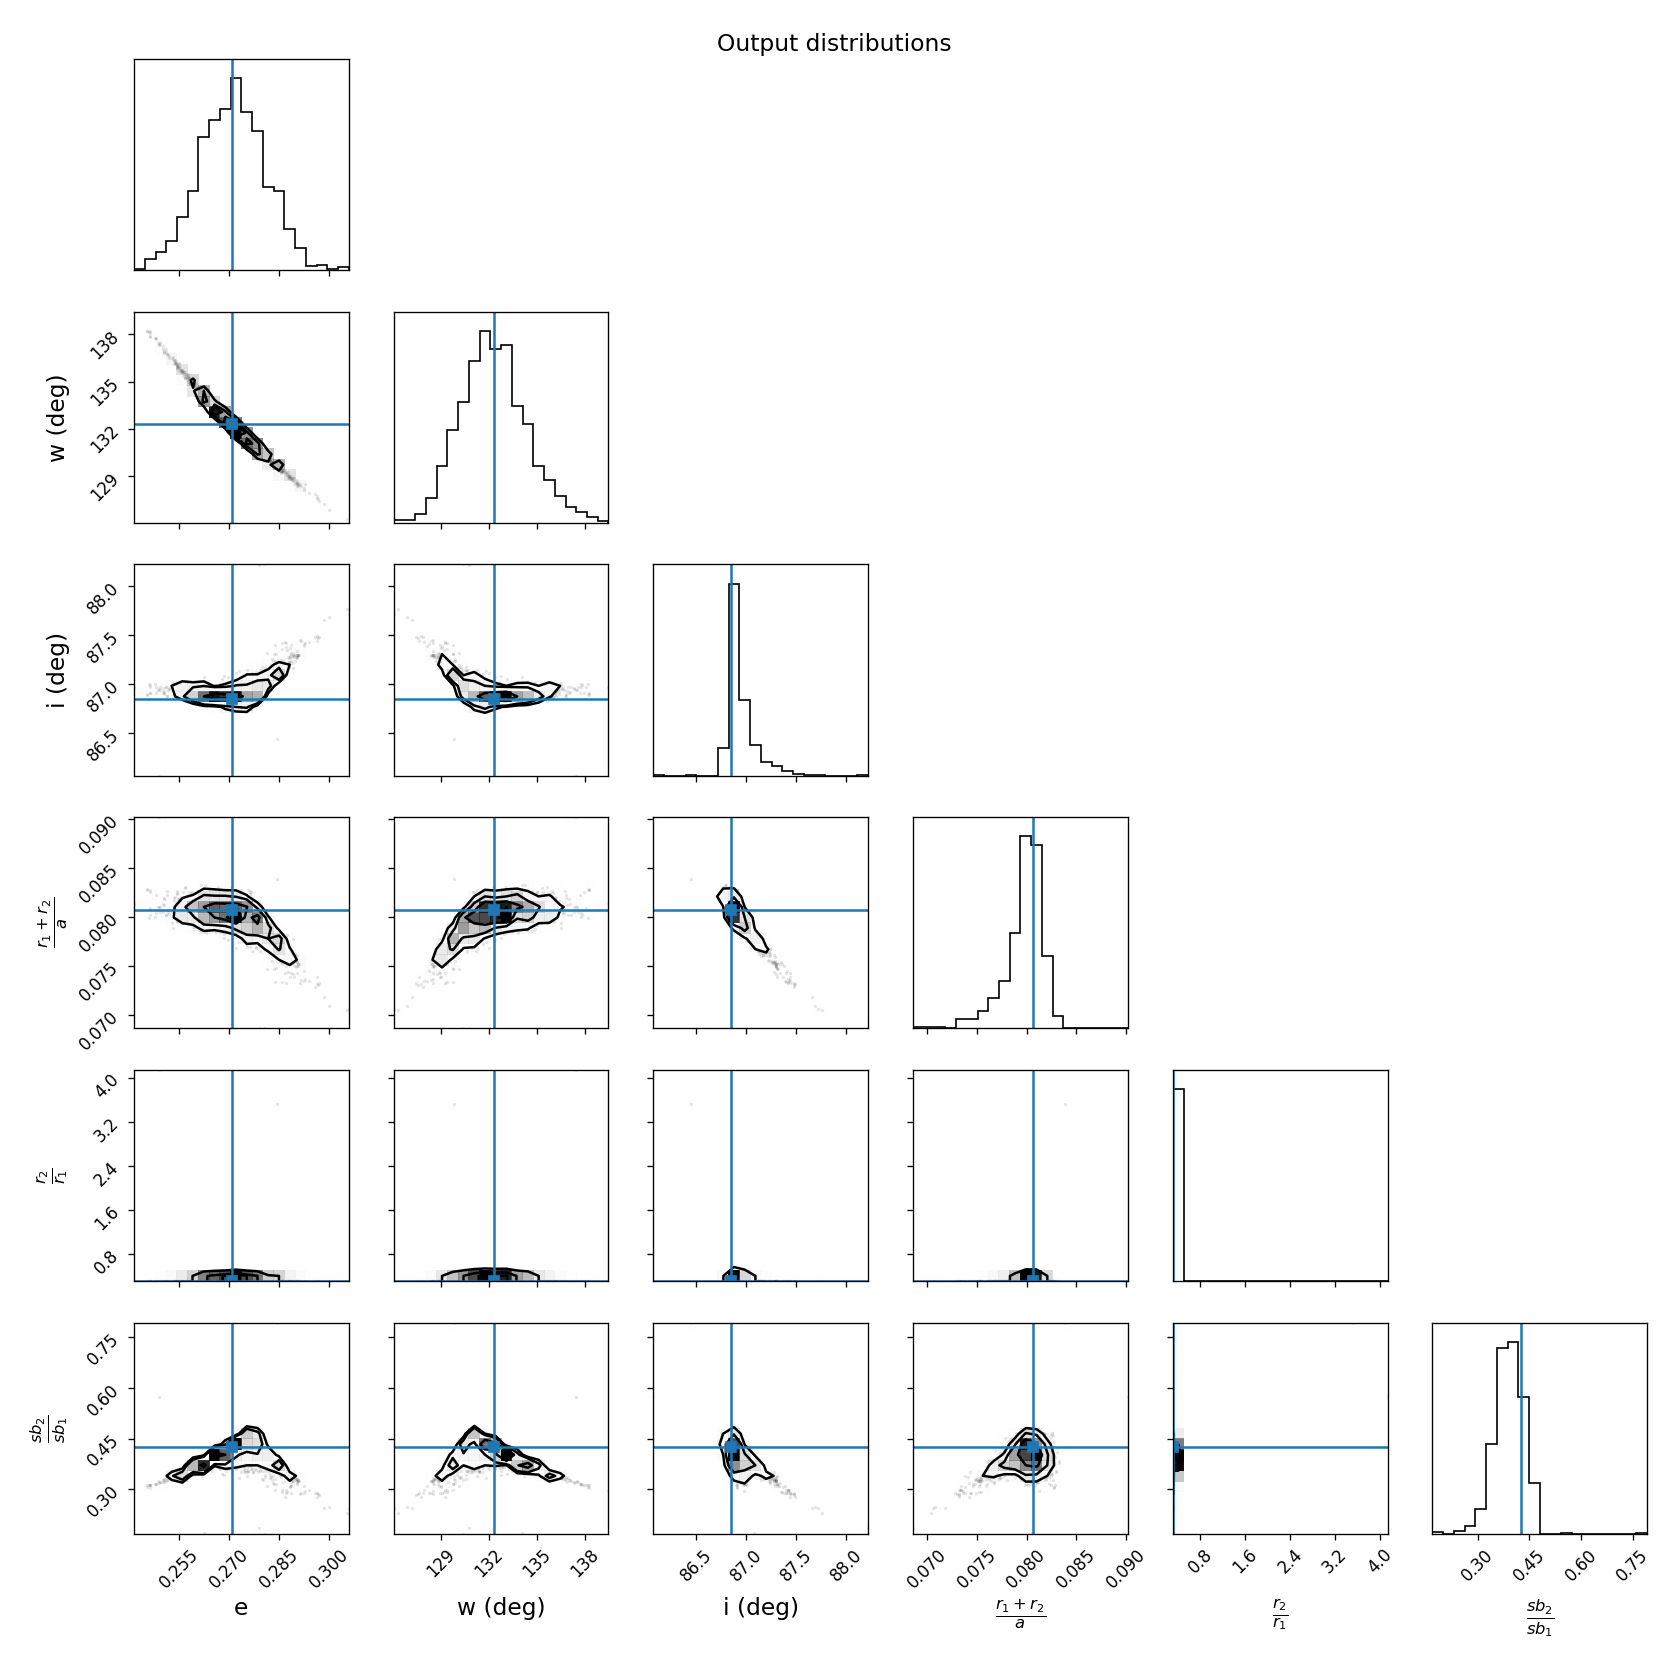 Output distributions
138
135
132
129
w (deg)
88.0
87.5
87.0
86.5
i (deg)
0.090
0.085
0.080
0.075
0.070
r₁ + r₂
a
4.0
3.2
2.4
1.6
0.8
r₂
r₁
0.75
0.60
0.45
0.30
sb₂
sb₁
0.255 0.270 0.285 0.300 129 132 135 138 86.5 87.0 87.5 88.0 0.070 0.075 0.080 0.085 0.090 0.8 1.6 2.4 3.2 4.0 0.30 0.45 0.60 0.75
e w (deg) i (deg) r₁ + r₂ r₂ sb₂
a r₁ sb₁